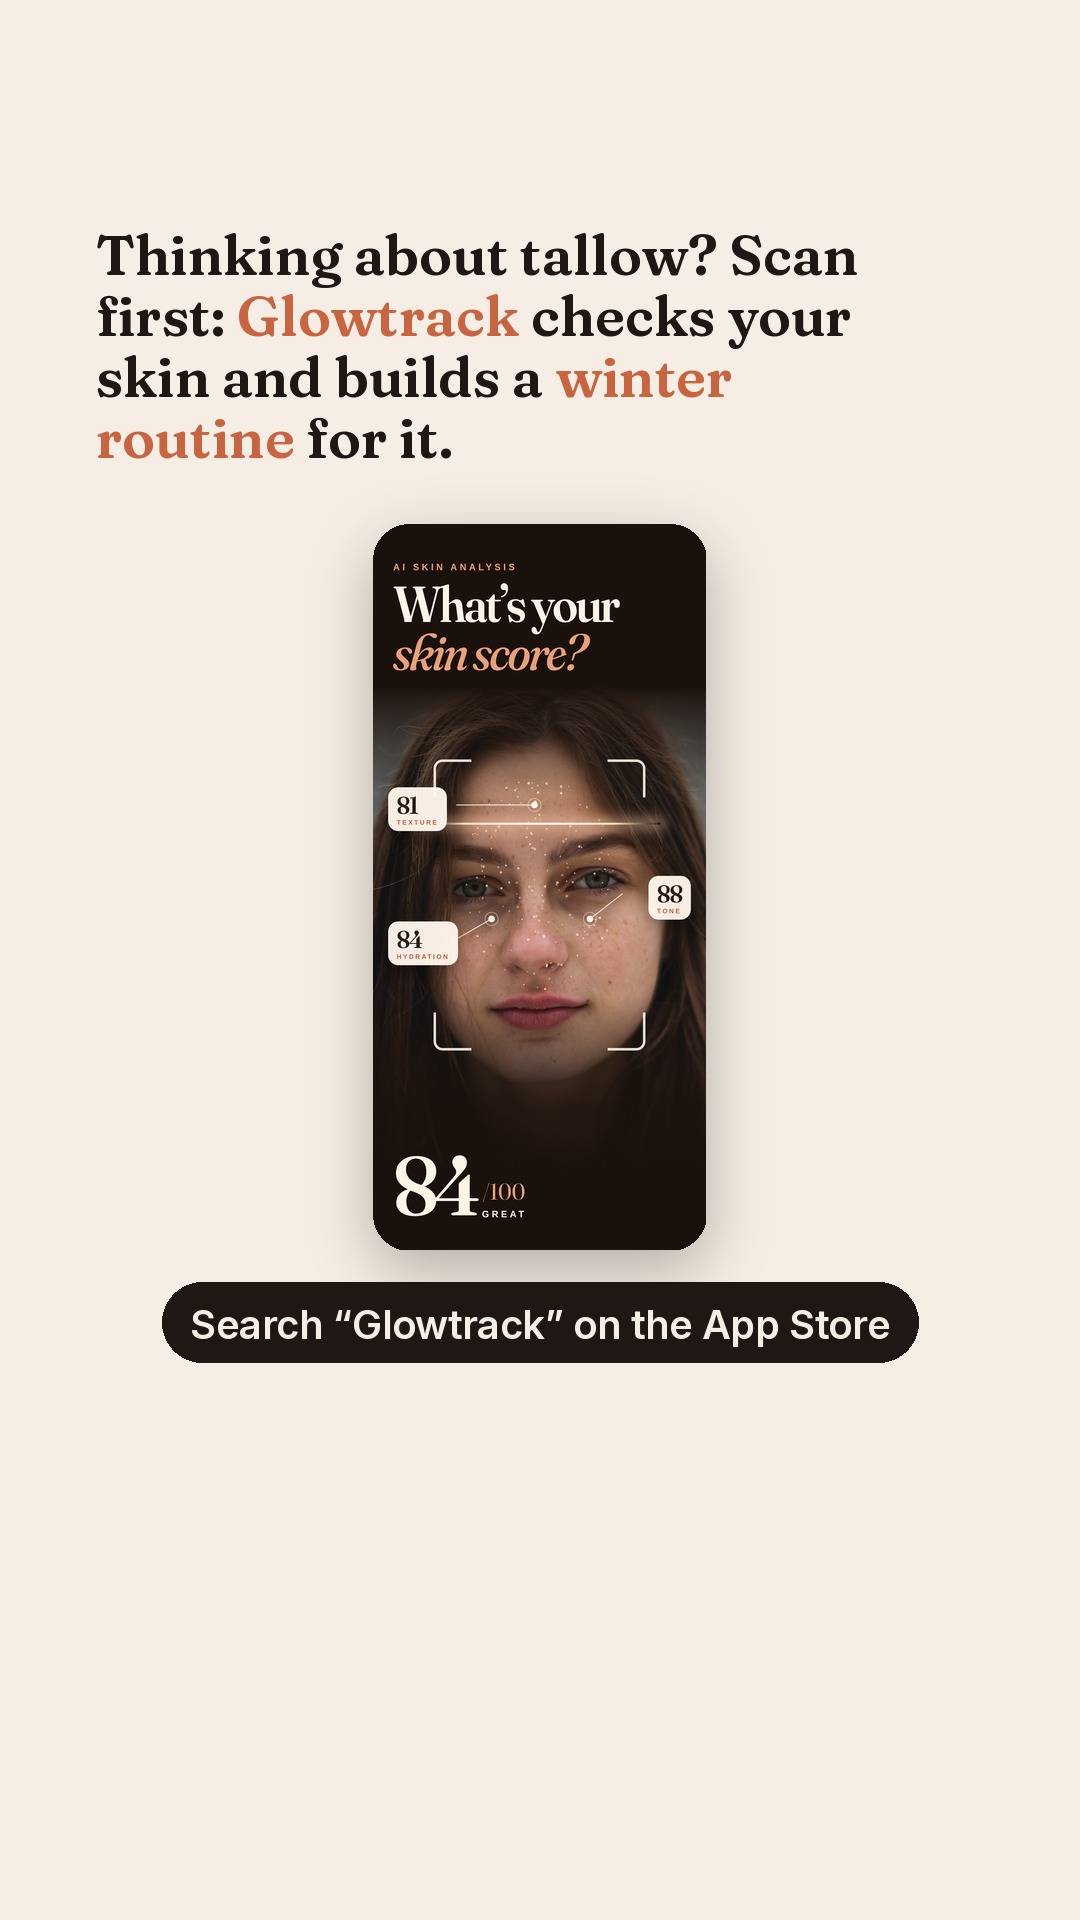 Thinking about tallow? Scan
first: Glowtrack checks your
skin and builds a winter
routine for it.
AI SKIN ANALYSIS
What’s your
skin score?
81
TEXTURE
88
TONE
84
HYDRATION
84 /100
GREAT
Search “Glowtrack” on the App Store